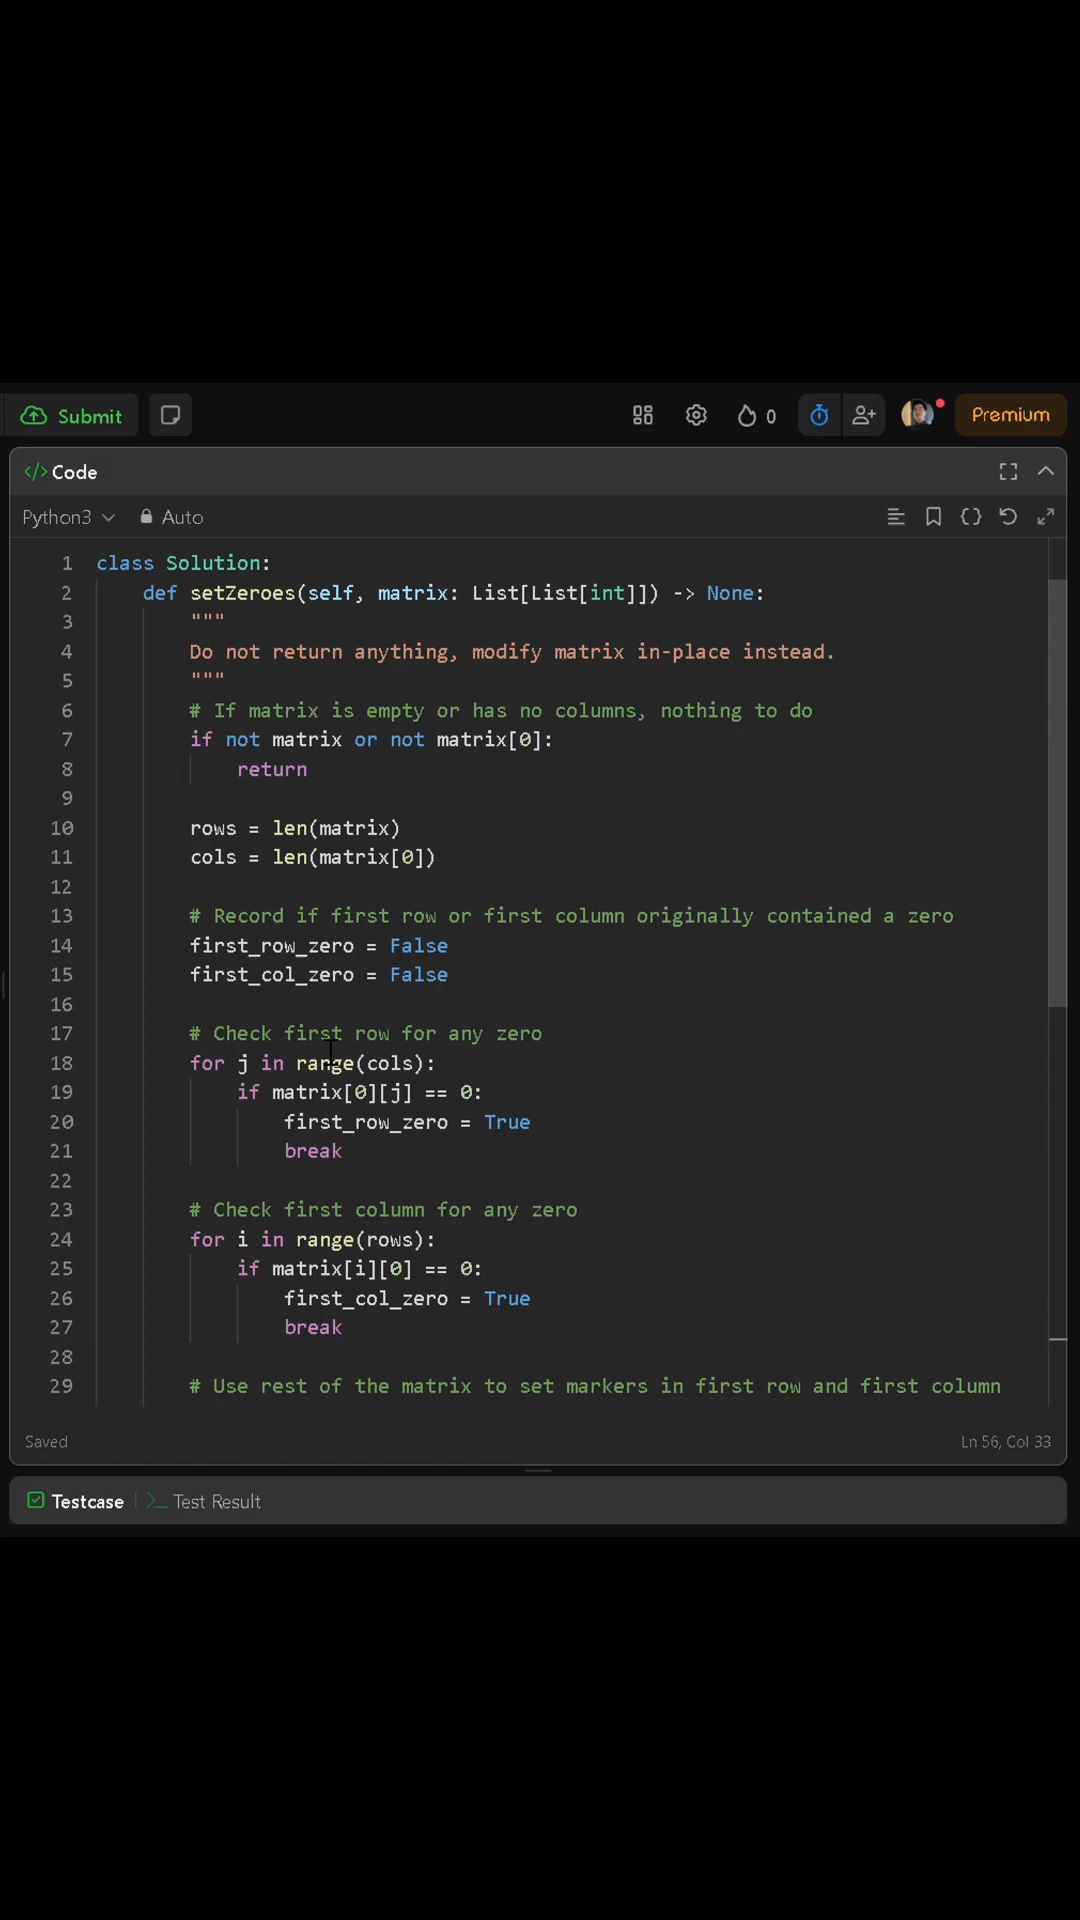 Submit 0 Premium
</> Code
Python3 Auto
1 class Solution:
2 def setZeroes(self, matrix: List[List[int]]) -> None:
3 """
4 Do not return anything, modify matrix in-place instead.
5 """
6 # If matrix is empty or has no columns, nothing to do
7 if not matrix or not matrix[0]:
8 return
9
10 rows = len(matrix)
11 cols = len(matrix[0])
12
13 # Record if first row or first column originally contained a zero
14 first_row_zero = False
15 first_col_zero = False
16
17 # Check first row for any zero
18 for j in range(cols):
19 if matrix[0][j] == 0:
20 first_row_zero = True
21 break
22
23 # Check first column for any zero
24 for i in range(rows):
25 if matrix[i][0] == 0:
26 first_col_zero = True
27 break
28
29 # Use rest of the matrix to set markers in first row and first column
Saved Ln 56, Col 33
Testcase >_ Test Result